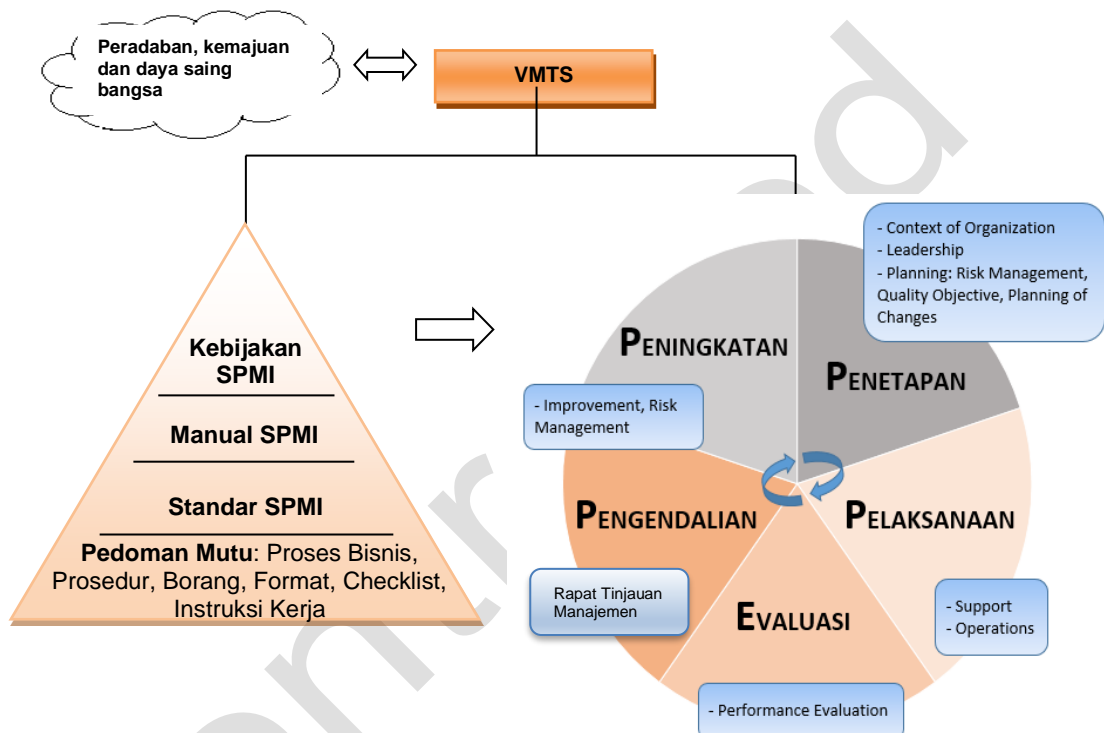 Peradaban, kemajuan
dan daya saing
bangsa
VMTS
Kebijakan
SPMI
Manual SPMI
Standar SPMI
Pedoman Mutu: Proses Bisnis,
Prosedur, Borang, Format, Checklist,
Instruksi Kerja
- Context of Organization
- Leadership
- Planning: Risk Management,
Quality Objective, Planning of
Changes
PENINGKATAN
PENETAPAN
- Improvement, Risk
Management
PENGENDALIAN
PELAKSANAAN
Rapat Tinjauan
Manajemen
EVALUASI
- Support
- Operations
- Performance Evaluation